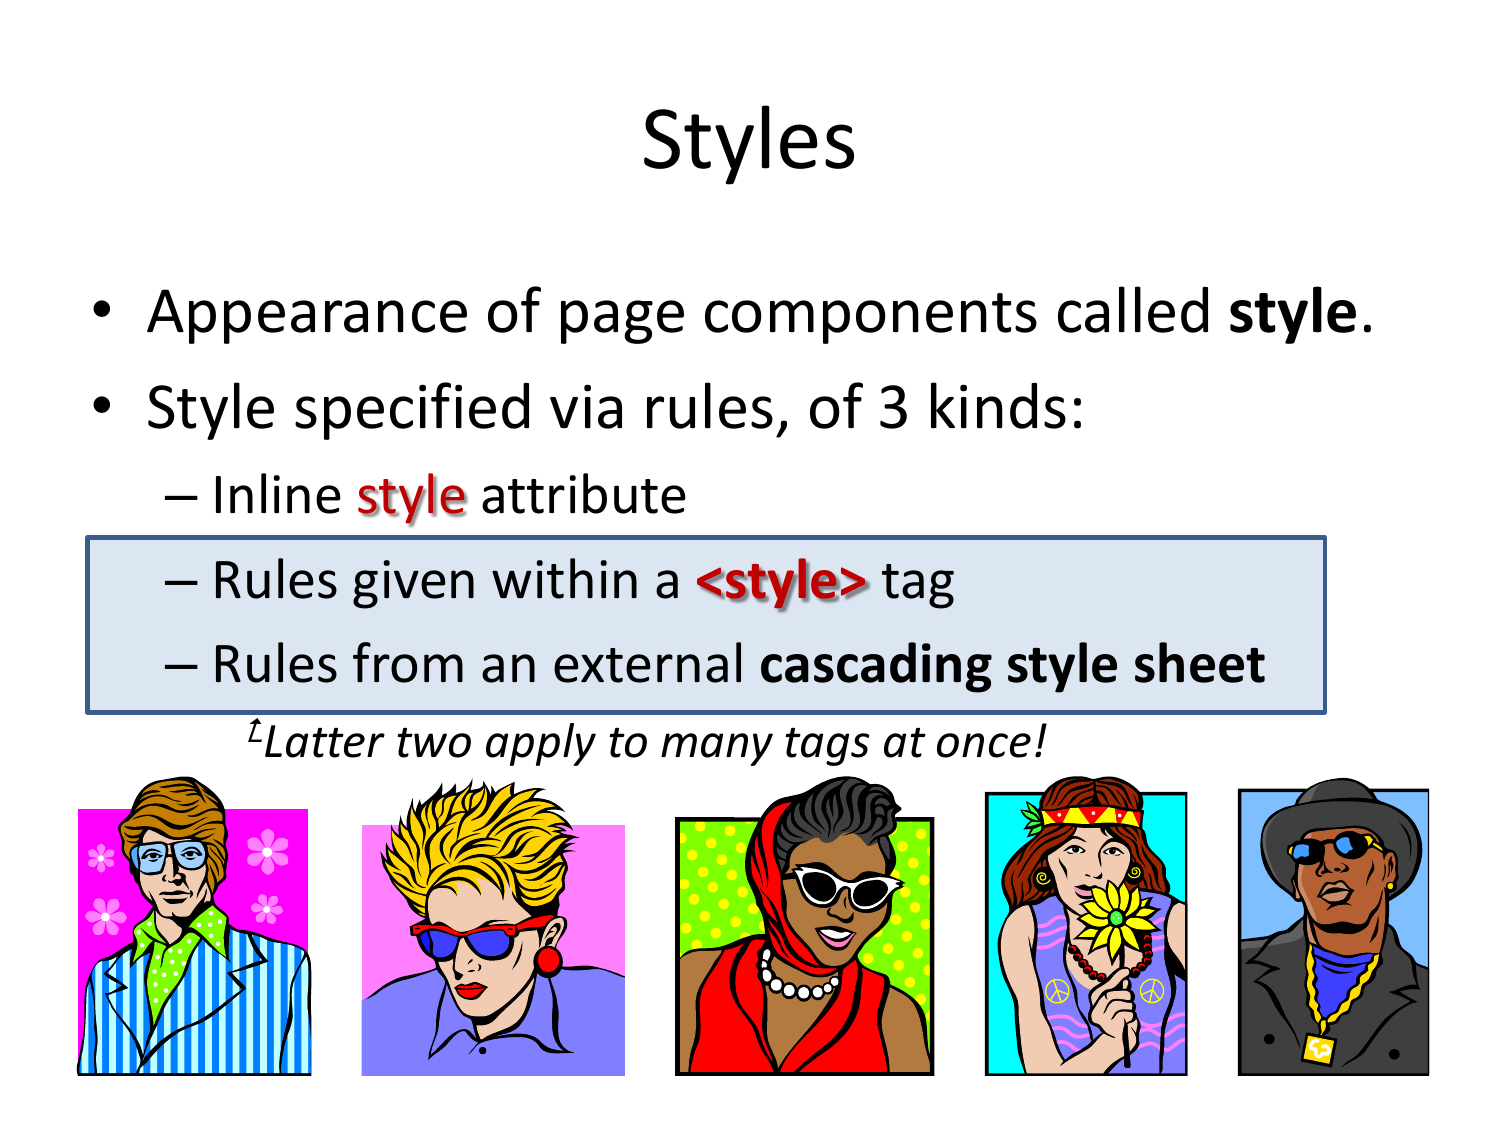 Styles
• Appearance of page components called style.
• Style specified via rules, of 3 kinds:
– Inline style attribute
– Rules given within a <style> tag
– Rules from an external cascading style sheet
Latter two apply to many tags at once!